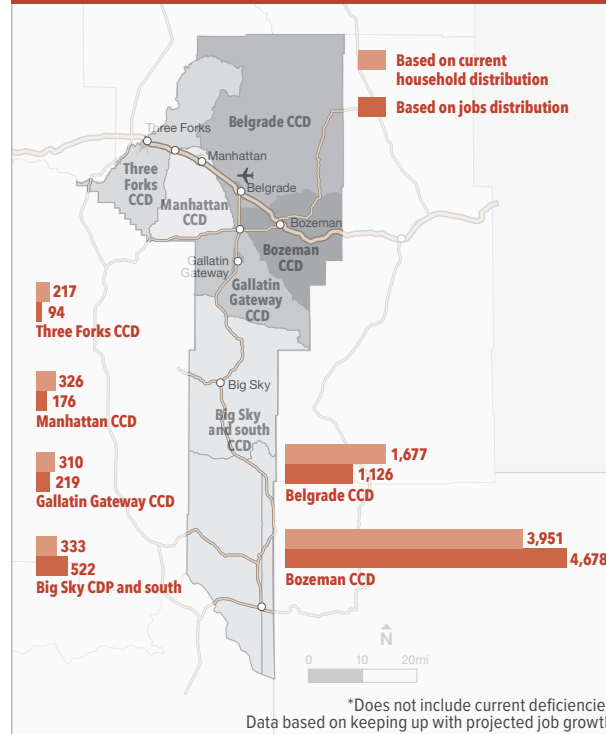 Based on current
household distribution
Based on jobs distribution
Three Forks
Belgrade CCD
Manhattan
Three
Forks
CCD
Belgrade
Manhattan
CCD
Bozeman
Bozeman
CCD
Gallatin
Gateway
Gallatin
Gateway
CCD
217
94
Three Forks CCD
326
176
Manhattan CCD
Big Sky
Big Sky
and south
CCD
310
219
Gallatin Gateway CCD
1,677
1,126
Belgrade CCD
333
522
Big Sky CDP and south
3,951
4,678
Bozeman CCD
N
0 10 20mi
*Does not include current deficiencie
Data based on keeping up with projected job growth